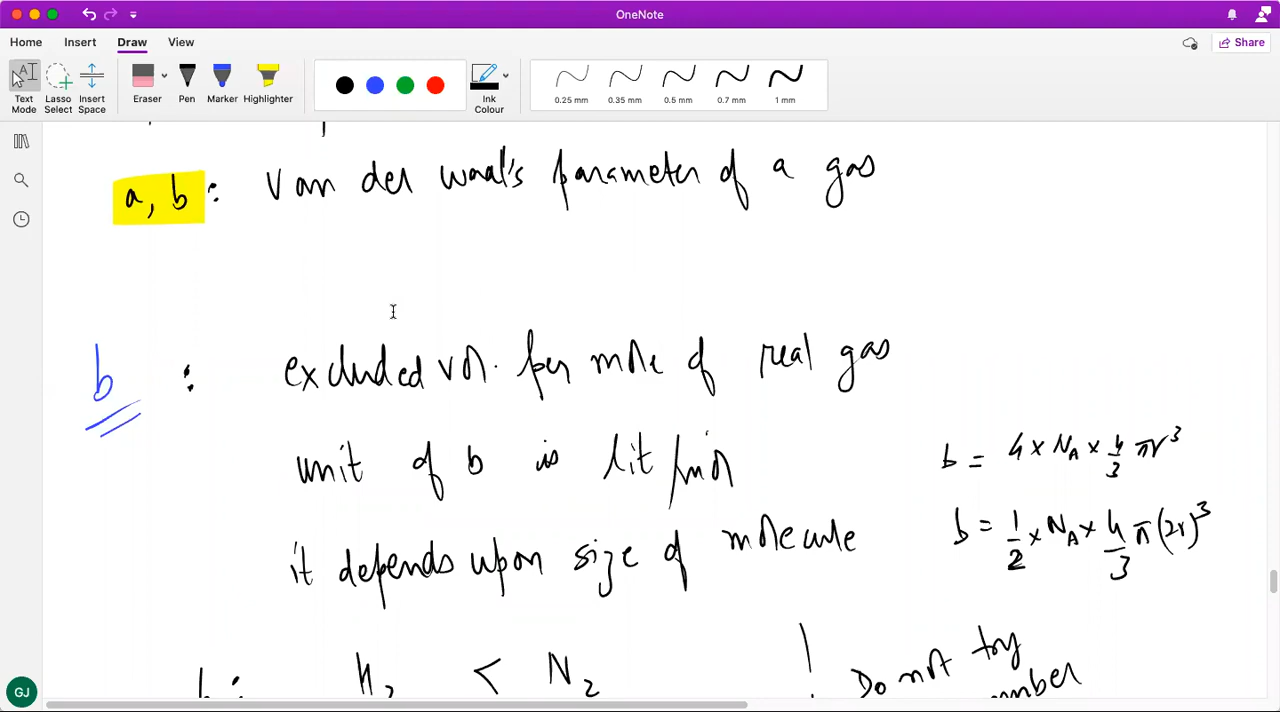 OneNote
Home Insert Draw View
Share
Text Mode
Lasso Select
Insert Space
Eraser
Pen
Marker
Highlighter
Ink Colour
0.25 mm
0.35 mm
0.5 mm
0.7 mm
1 mm
a, b : Van der waal's parameter of a gas
b : excluded vol. per mole of real gas
unit of b is lit/mol
b = 4 × N_A × 4/3 πr³
b = 1/2 × N_A × 4/3 π(2r)³
it depends upon size of molecule
b : H₂ < N₂
Do not try
GJ